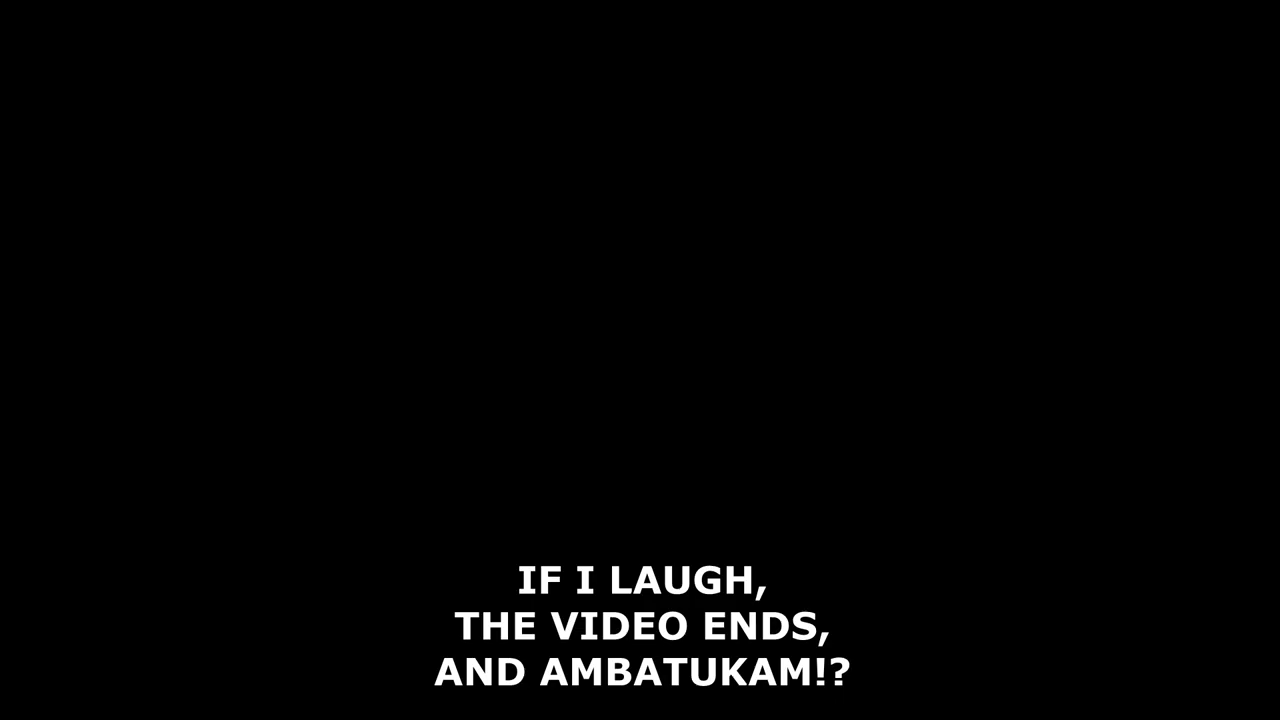 IF I LAUGH,
THE VIDEO ENDS,
AND AMBATUKAM!?